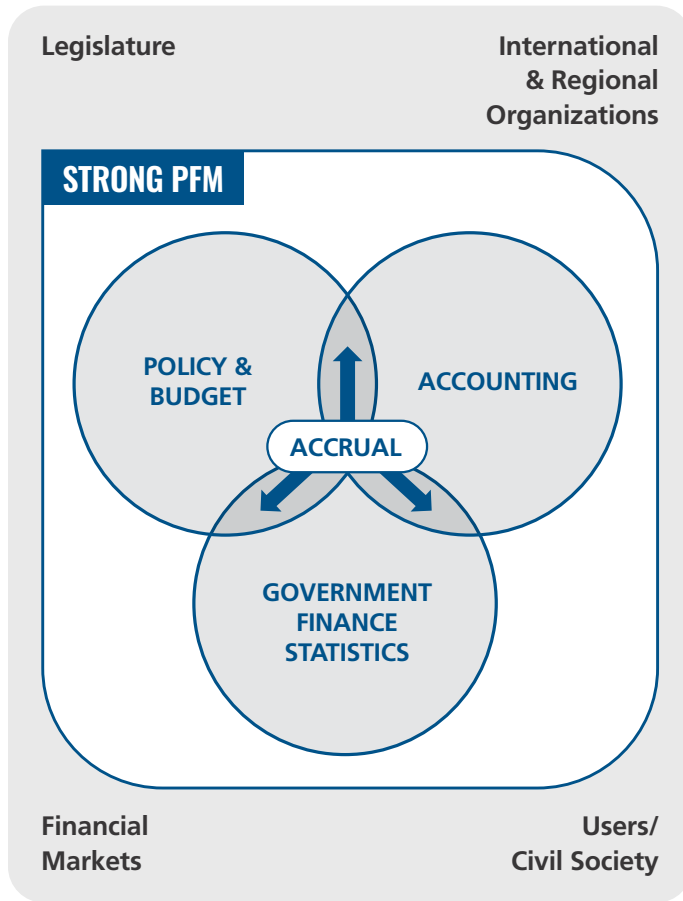 Legislature
International
& Regional
Organizations
STRONG PFM
POLICY &
BUDGET
ACCOUNTING
ACCRUAL
GOVERNMENT
FINANCE
STATISTICS
Financial
Markets
Users/
Civil Society